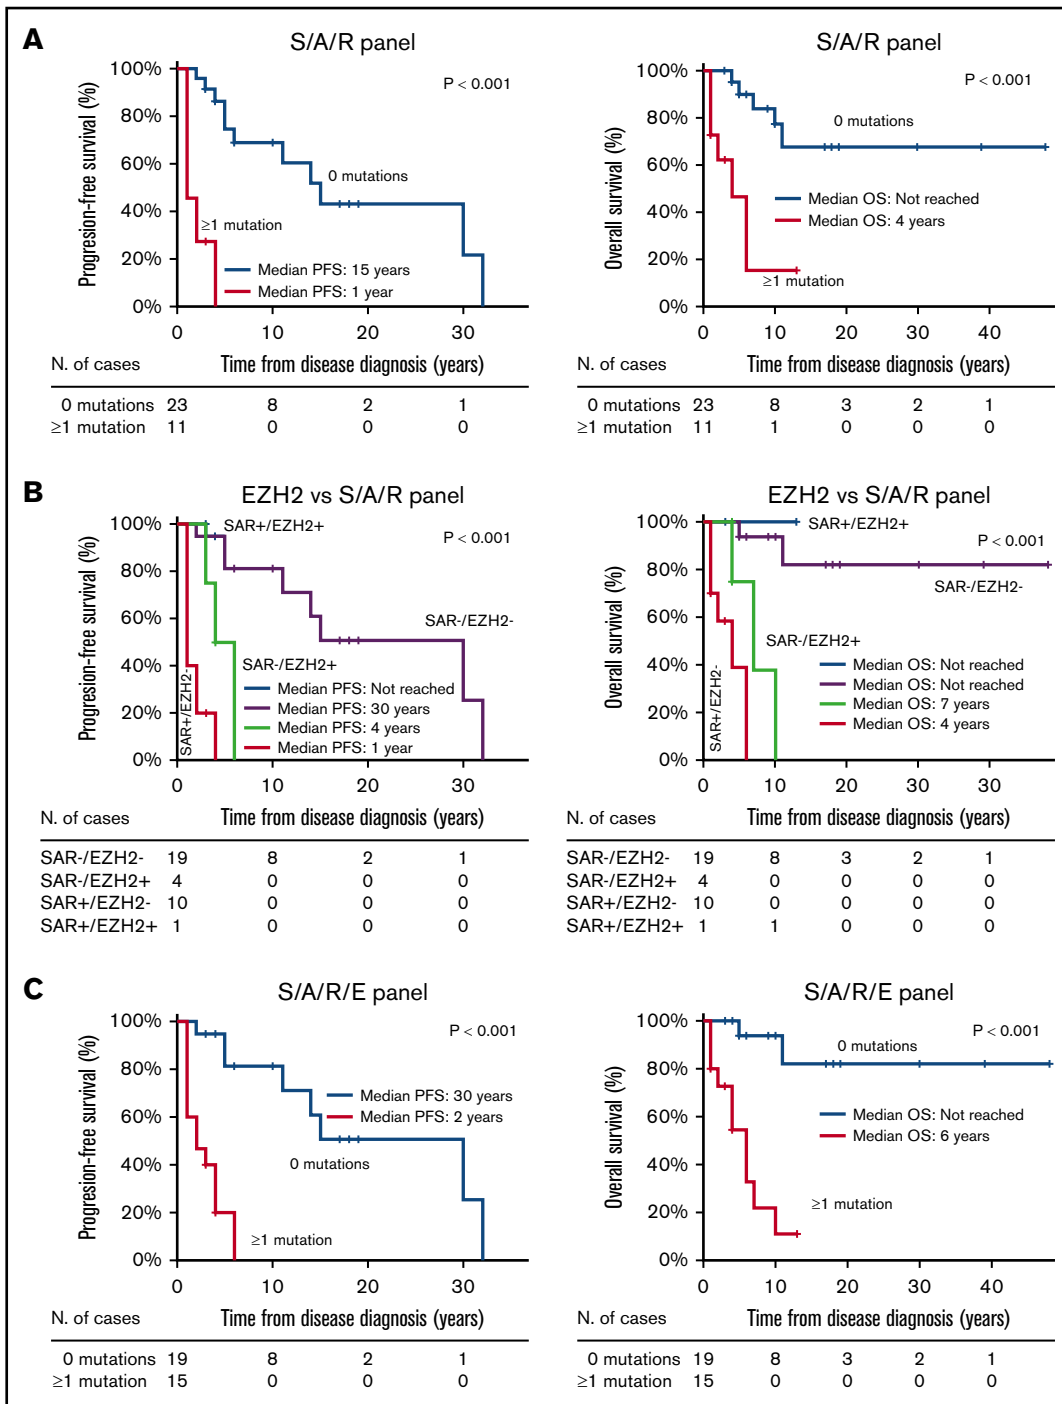 A
S/A/R panel
P < 0.001
Progresion-free survival (%)
100%
80%
60%
40%
20%
0%
0 mutations
≥1 mutation
Median PFS: 15 years
Median PFS: 1 year
0 10 20 30
N. of cases Time from disease diagnosis (years)
0 mutations 23 8 2 1
≥1 mutation 11 0 0 0
S/A/R panel
P < 0.001
Overall survival (%)
100%
80%
60%
40%
20%
0%
0 mutations
Median OS: Not reached
Median OS: 4 years
≥1 mutation
0 10 20 30 40
N. of cases Time from disease diagnosis (years)
0 mutations 23 8 3 2 1
≥1 mutation 11 1 0 0 0
B
EZH2 vs S/A/R panel
P < 0.001
Progresion-free survival (%)
100%
80%
60%
40%
20%
0%
SAR+/EZH2+
SAR-/EZH2-
SAR-/EZH2+
SAR+/EZH2-
Median PFS: Not reached
Median PFS: 30 years
Median PFS: 4 years
Median PFS: 1 year
0 10 20 30
N. of cases Time from disease diagnosis (years)
SAR-/EZH2- 19 8 2 1
SAR-/EZH2+ 4 0 0 0
SAR+/EZH2- 10 0 0 0
SAR+/EZH2+ 1 0 0 0
EZH2 vs S/A/R panel
SAR+/EZH2+
P < 0.001
Overall survival (%)
100%
80%
60%
40%
20%
0%
SAR-/EZH2-
SAR-/EZH2+
SAR+/EZH2-
Median OS: Not reached
Median OS: Not reached
Median OS: 7 years
Median OS: 4 years
0 10 20 30 30
N. of cases Time from disease diagnosis (years)
SAR-/EZH2- 19 8 3 2 1
SAR-/EZH2+ 4 0 0 0 0
SAR+/EZH2- 10 0 0 0 0
SAR+/EZH2+ 1 1 0 0 0
C
S/A/R/E panel
P < 0.001
Progresion-free survival (%)
100%
80%
60%
40%
20%
0%
Median PFS: 30 years
Median PFS: 2 years
0 mutations
≥1 mutation
0 10 20 30
N. of cases Time from disease diagnosis (years)
0 mutations 19 8 2 1
≥1 mutation 15 0 0 0
S/A/R/E panel
P < 0.001
Overall survival (%)
100%
80%
60%
40%
20%
0%
0 mutations
Median OS: Not reached
Median OS: 6 years
≥1 mutation
0 10 20 30 40
N. of cases Time from disease diagnosis (years)
0 mutations 19 8 3 2 1
≥1 mutation 15 0 0 0 0